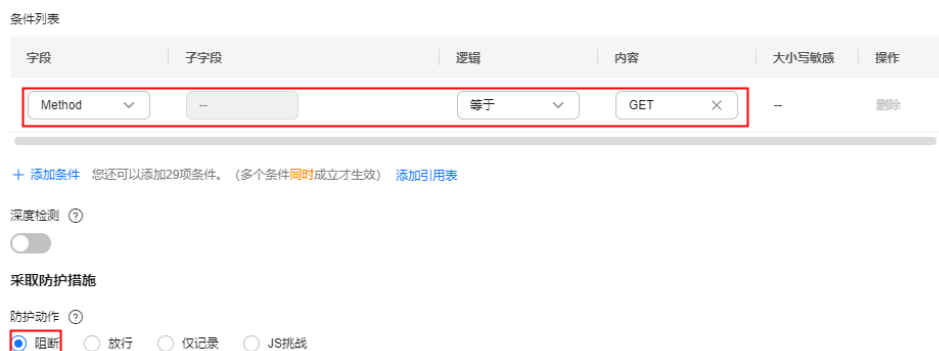 条件列表
字段 子字段 逻辑 内容 大小写敏感 操作
Method -- 等于 GET -- 删除
+ 添加条件 您还可以添加29项条件。（多个条件同时成立才生效） 添加引用表
深度检测
采取防护措施
防护动作
阻断 放行 仅记录 JS挑战